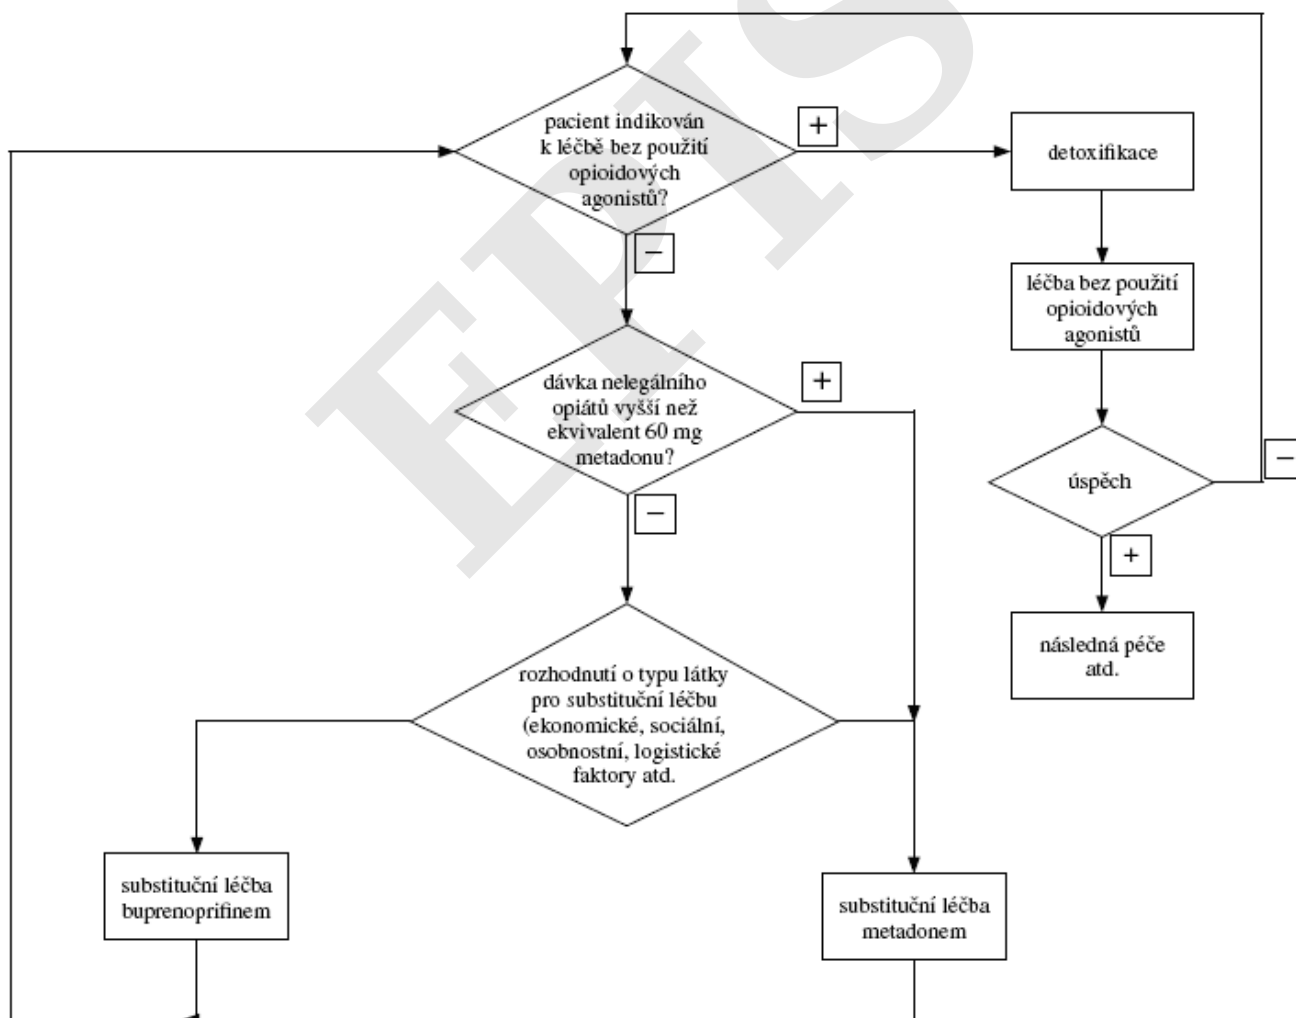 EPIS
pacient indikován
k léčbě bez použití
opioidových
agonistů?
+
detoxifikace
−
léčba bez použití
opioidových
agonistů
dávka nelegálního
opiátů vyšší než
ekvivalent 60 mg
metadonu?
+
−
úspěch
−
+
následná péče
atd.
rozhodnutí o typu látky
pro substituční léčbu
(ekonomické, sociální,
osobnostní, logistické
faktory atd.
substituční léčba
buprenoprifinem
substituční léčba
metadonem